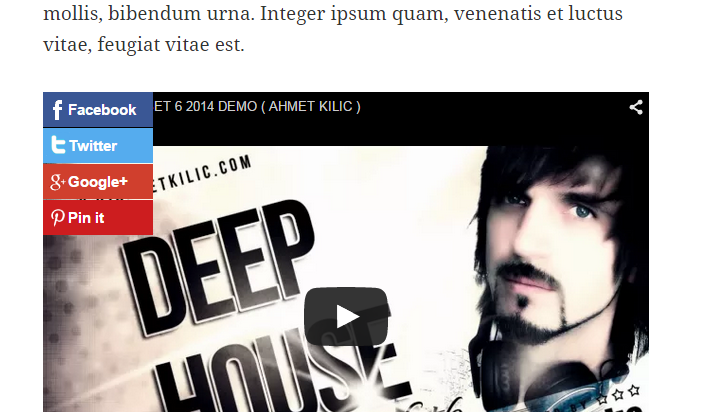 mollis, bibendum urna. Integer ipsum quam, venenatis et luctus
vitae, feugiat vitae est.
Facebook
ET 6 2014 DEMO ( AHMET KILIC )
Twitter
Google+
Pin it
ETKILIC.COM
DEEP
HOUSE